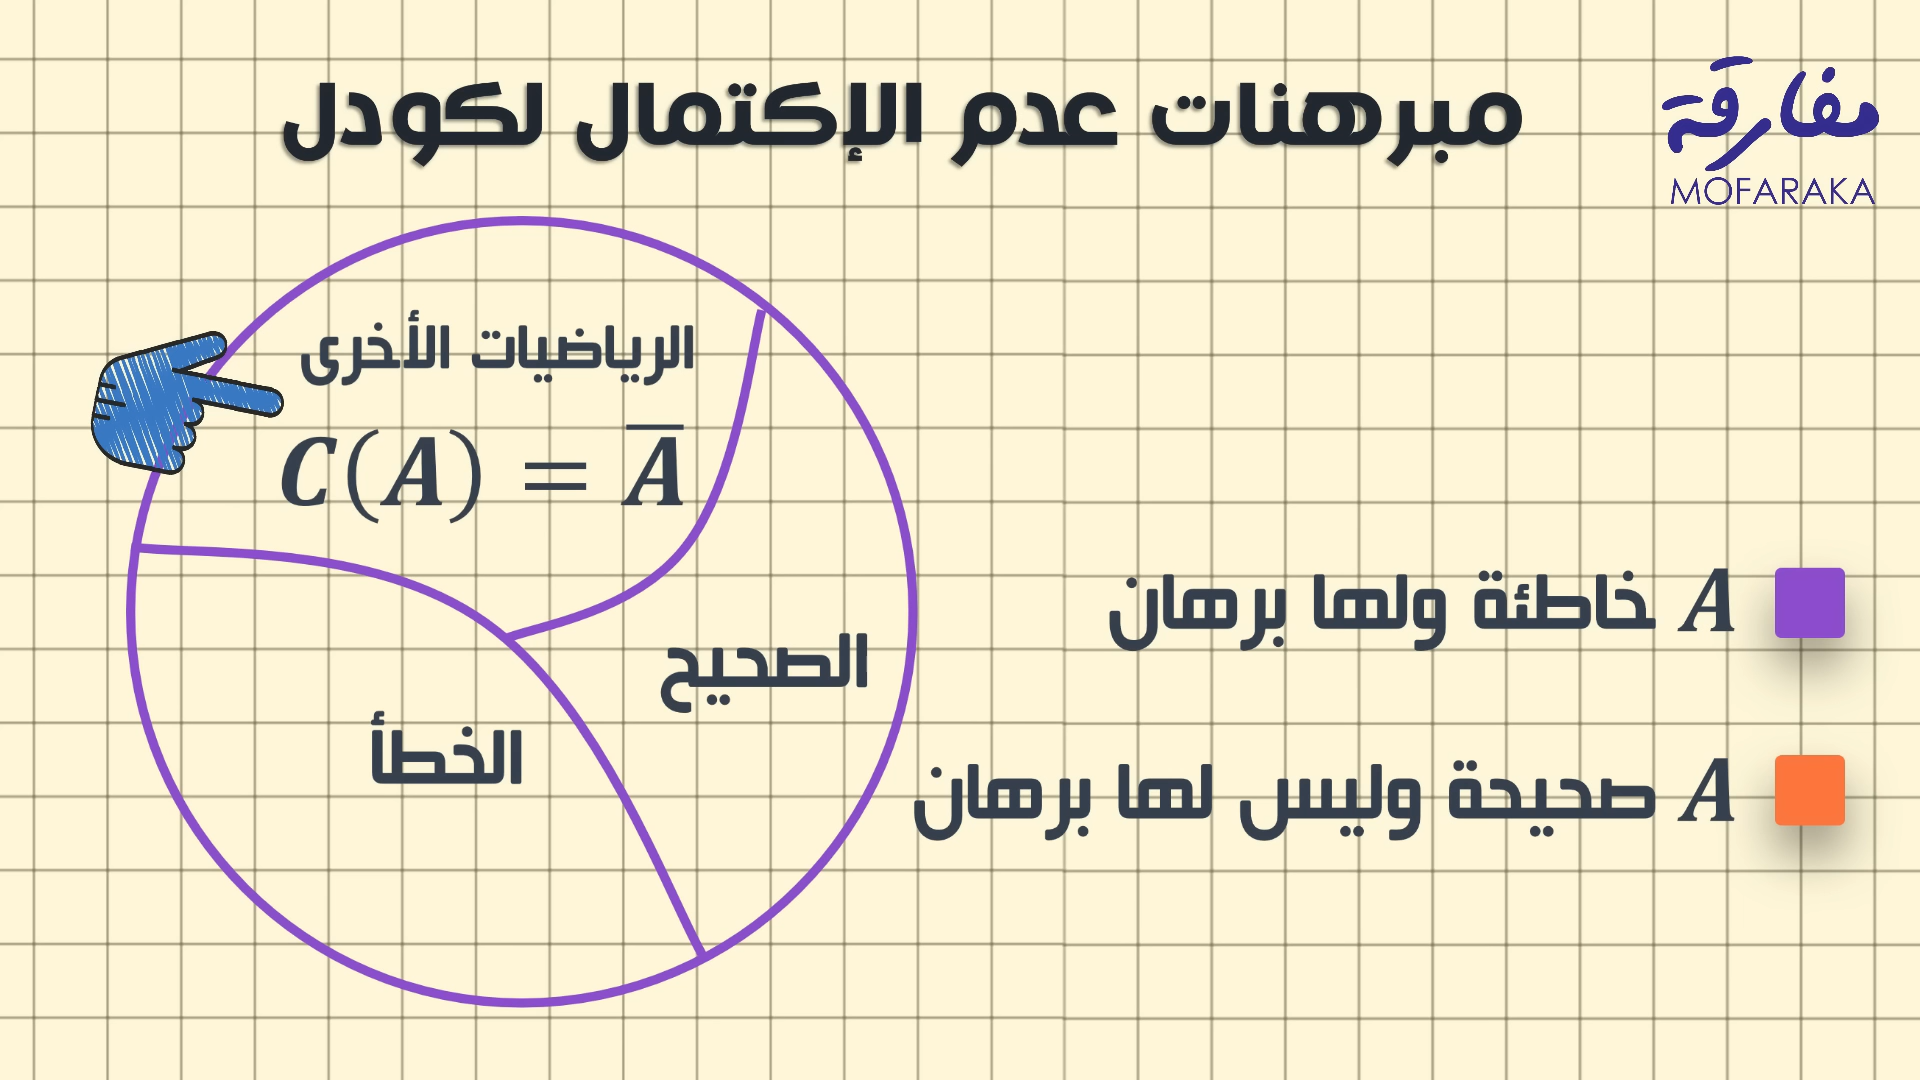 مبرهنات عدم الإكتمال لكودل
مفارقة
MOFARAKA
الرياضيات الأخرى
C(A) = A̅
الصحيح
الخطأ
A خاطئة ولها برهان
A صحيحة وليس لها برهان